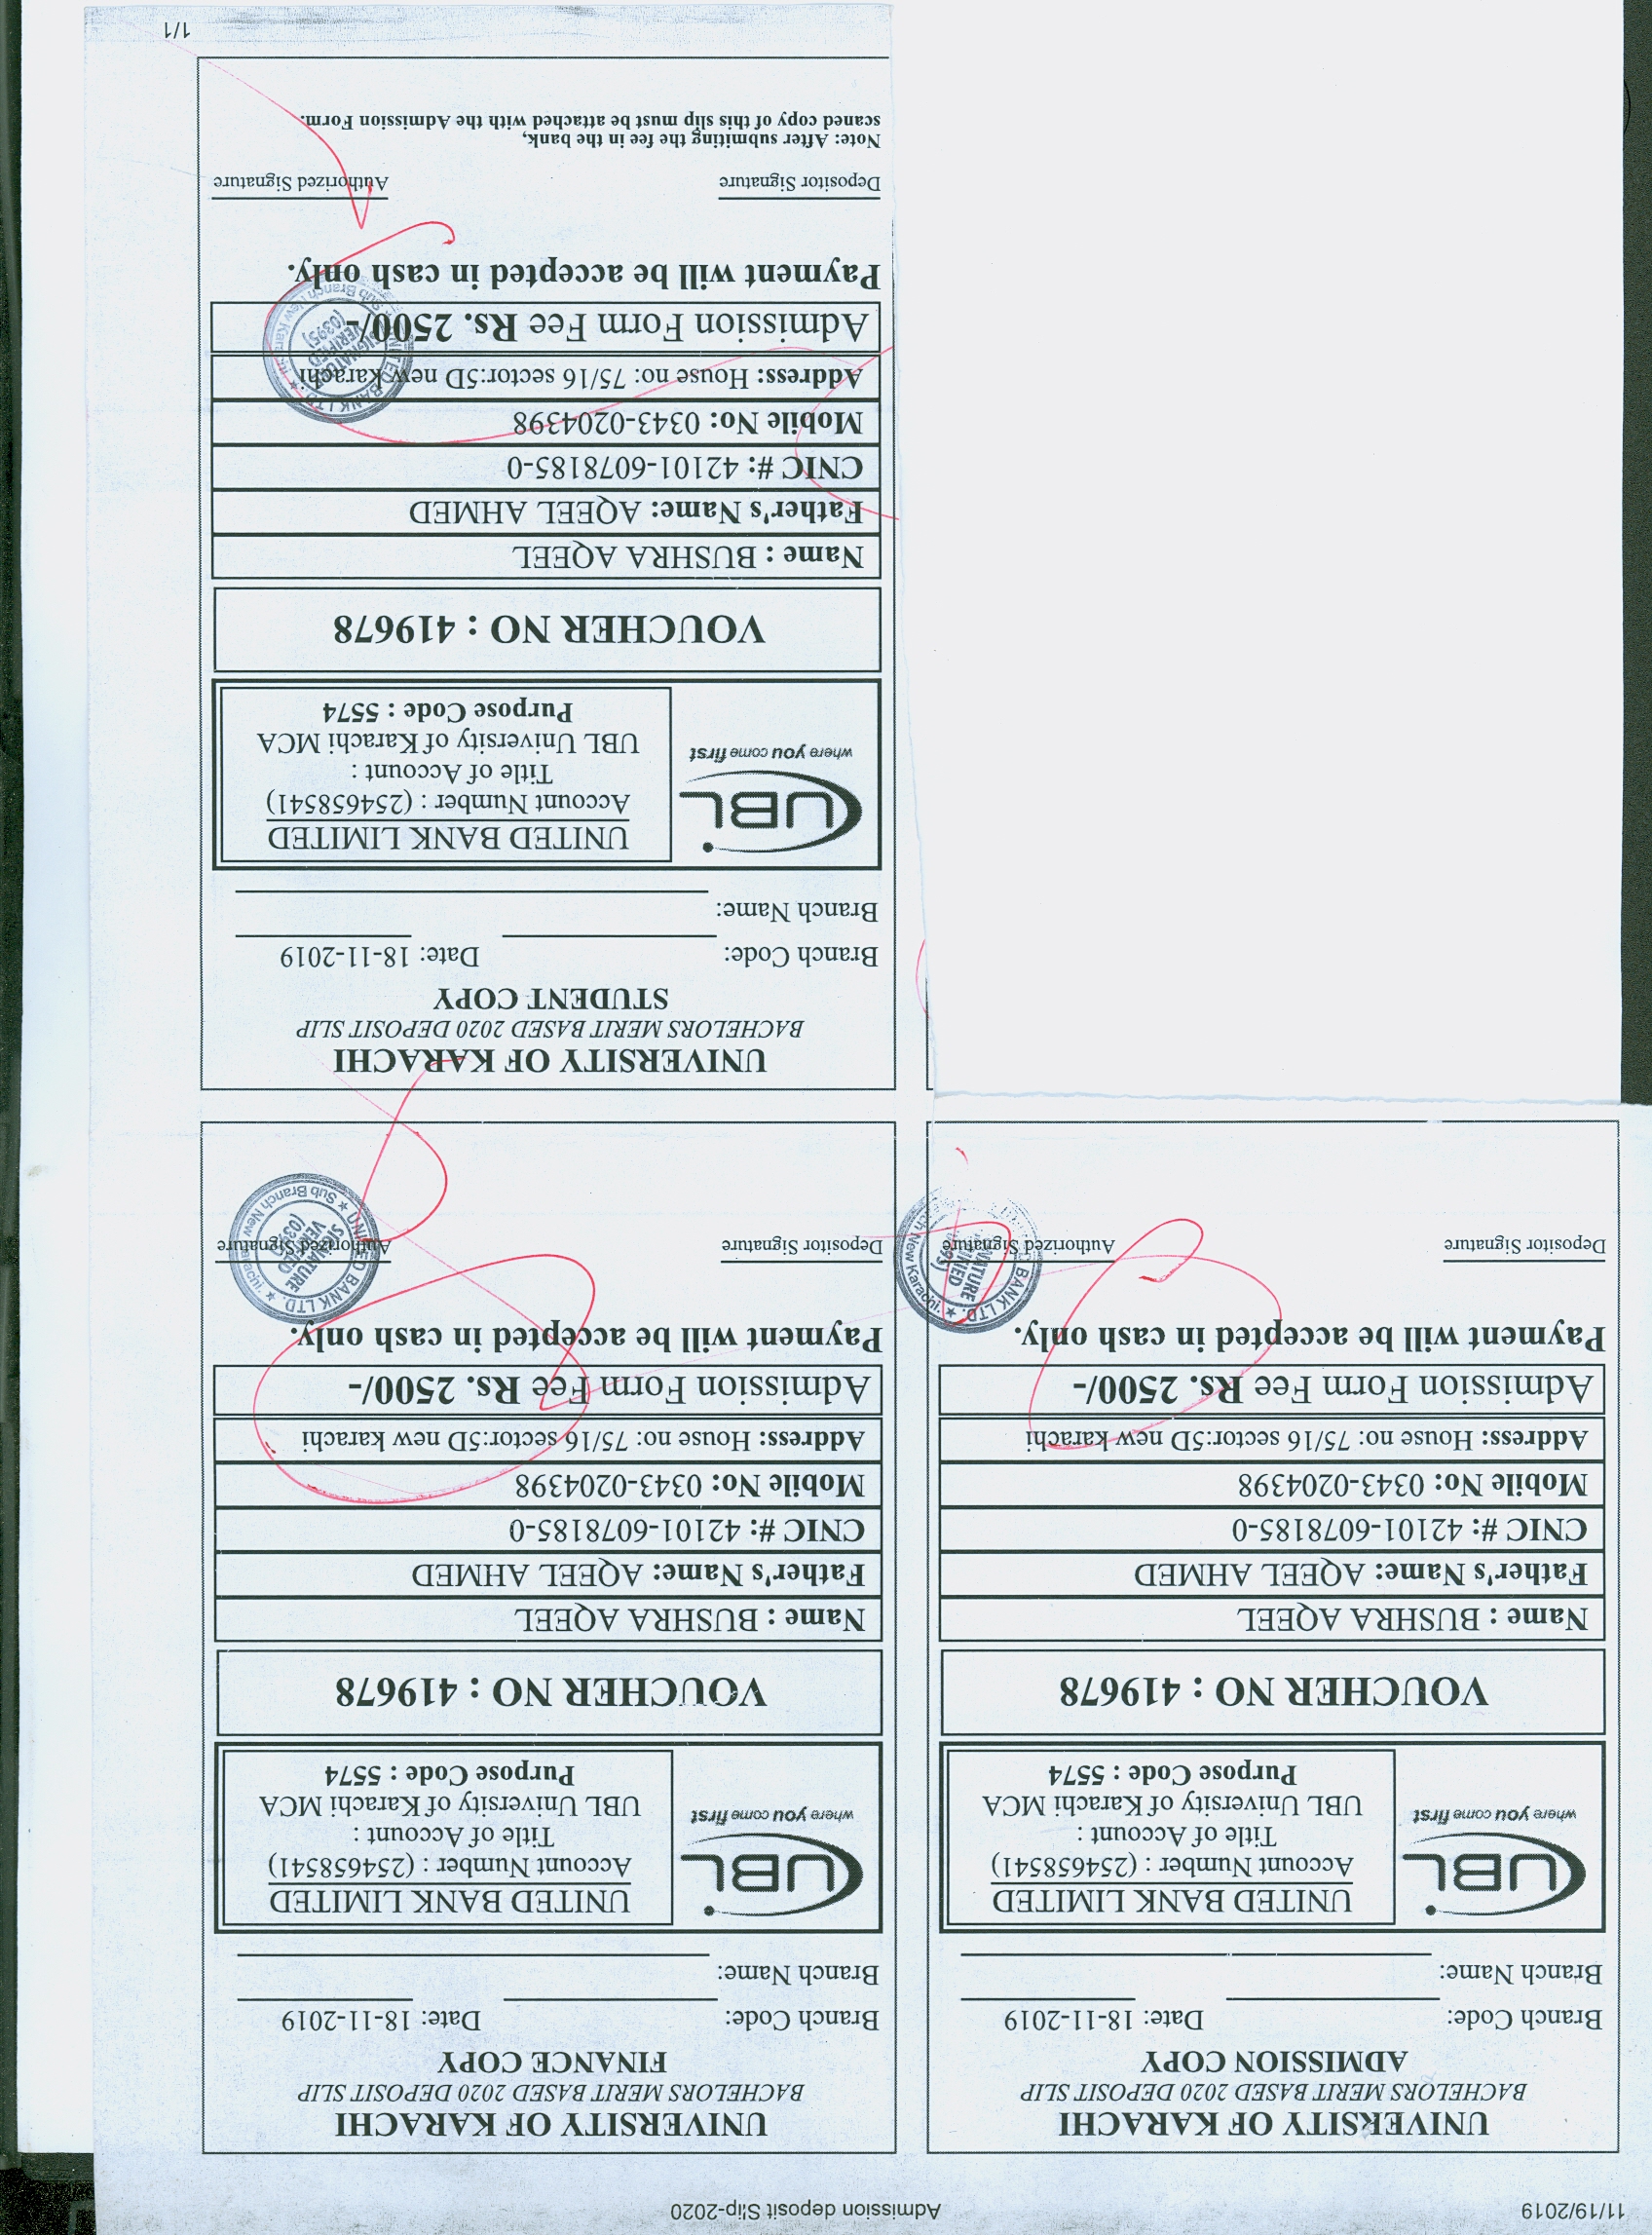 11/19/2019
Admission deposit Slip-2020
UNIVERSITY OF KARACHI
BACHELORS MERIT BASED 2020 DEPOSIT SLIP
ADMISSION COPY
Branch Code:
Date: 18-11-2019
Branch Name:
UBL
where you come first
UNITED BANK LIMITED
Account Number : (254658541)
Title of Account :
UBL University of Karachi MCA
Purpose Code : 5574
VOUCHER NO : 419678
Name : BUSHRA AQEEL
Father's Name: AQEEL AHMED
CNIC #: 42101-6078185-0
Mobile No: 0343-0204398
Address: House no: 75/16 sector:5D new karachi
Admission Form Fee Rs. 2500/-
Payment will be accepted in cash only.
Depositor Signature
Authorized Signature
BANK LTD. ★
New Karachi.
UNIVERSITY OF KARACHI
BACHELORS MERIT BASED 2020 DEPOSIT SLIP
FINANCE COPY
Branch Code:
Date: 18-11-2019
Branch Name:
UBL
where you come first
UNITED BANK LIMITED
Account Number : (254658541)
Title of Account :
UBL University of Karachi MCA
Purpose Code : 5574
VOUCHER NO : 419678
Name : BUSHRA AQEEL
Father's Name: AQEEL AHMED
CNIC #: 42101-6078185-0
Mobile No: 0343-0204398
Address: House no: 75/16 sector:5D new karachi
Admission Form Fee Rs. 2500/-
Payment will be accepted in cash only.
Depositor Signature
Authorized Signature
UNITED BANK LTD. ★
Sub Branch New Karachi. ★
SIGNATURE
VERIFIED
UNIVERSITY OF KARACHI
BACHELORS MERIT BASED 2020 DEPOSIT SLIP
STUDENT COPY
Branch Code:
Date: 18-11-2019
Branch Name:
UBL
where you come first
UNITED BANK LIMITED
Account Number : (254658541)
Title of Account :
UBL University of Karachi MCA
Purpose Code : 5574
VOUCHER NO : 419678
Name : BUSHRA AQEEL
Father's Name: AQEEL AHMED
CNIC #: 42101-6078185-0
Mobile No: 0343-0204398
Address: House no: 75/16 sector:5D new karachi
Admission Form Fee Rs. 2500/-
UNITED BANK LTD. ★
Sub Branch New
SIGNATURE
VERIFIED
(0395)
Payment will be accepted in cash only.
Depositor Signature
Authorized Signature
Note: After submiting the fee in the bank,
scaned copy of this slip must be attached with the Admission Form.
1/1